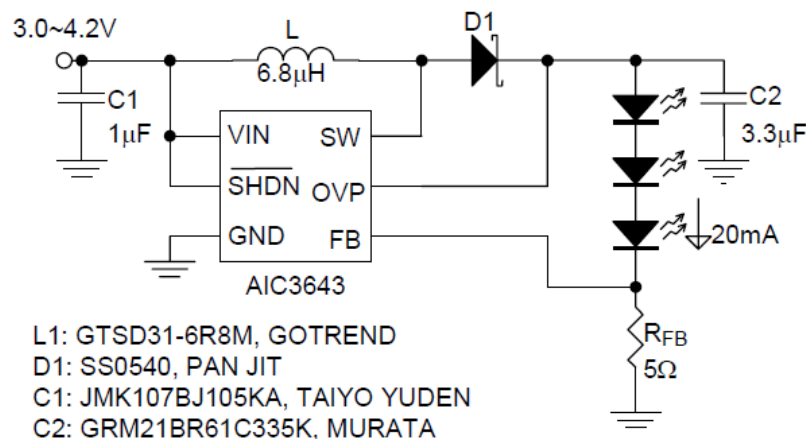 3.0~4.2V
L
D1
6.8μH
C1
1μF
C2
3.3μF
VIN
SW
SHDN
OVP
GND
FB
20mA
AIC3643
RFB
5Ω
L1: GTSD31-6R8M, GOTREND
D1: SS0540, PAN JIT
C1: JMK107BJ105KA, TAIYO YUDEN
C2: GRM21BR61C335K, MURATA